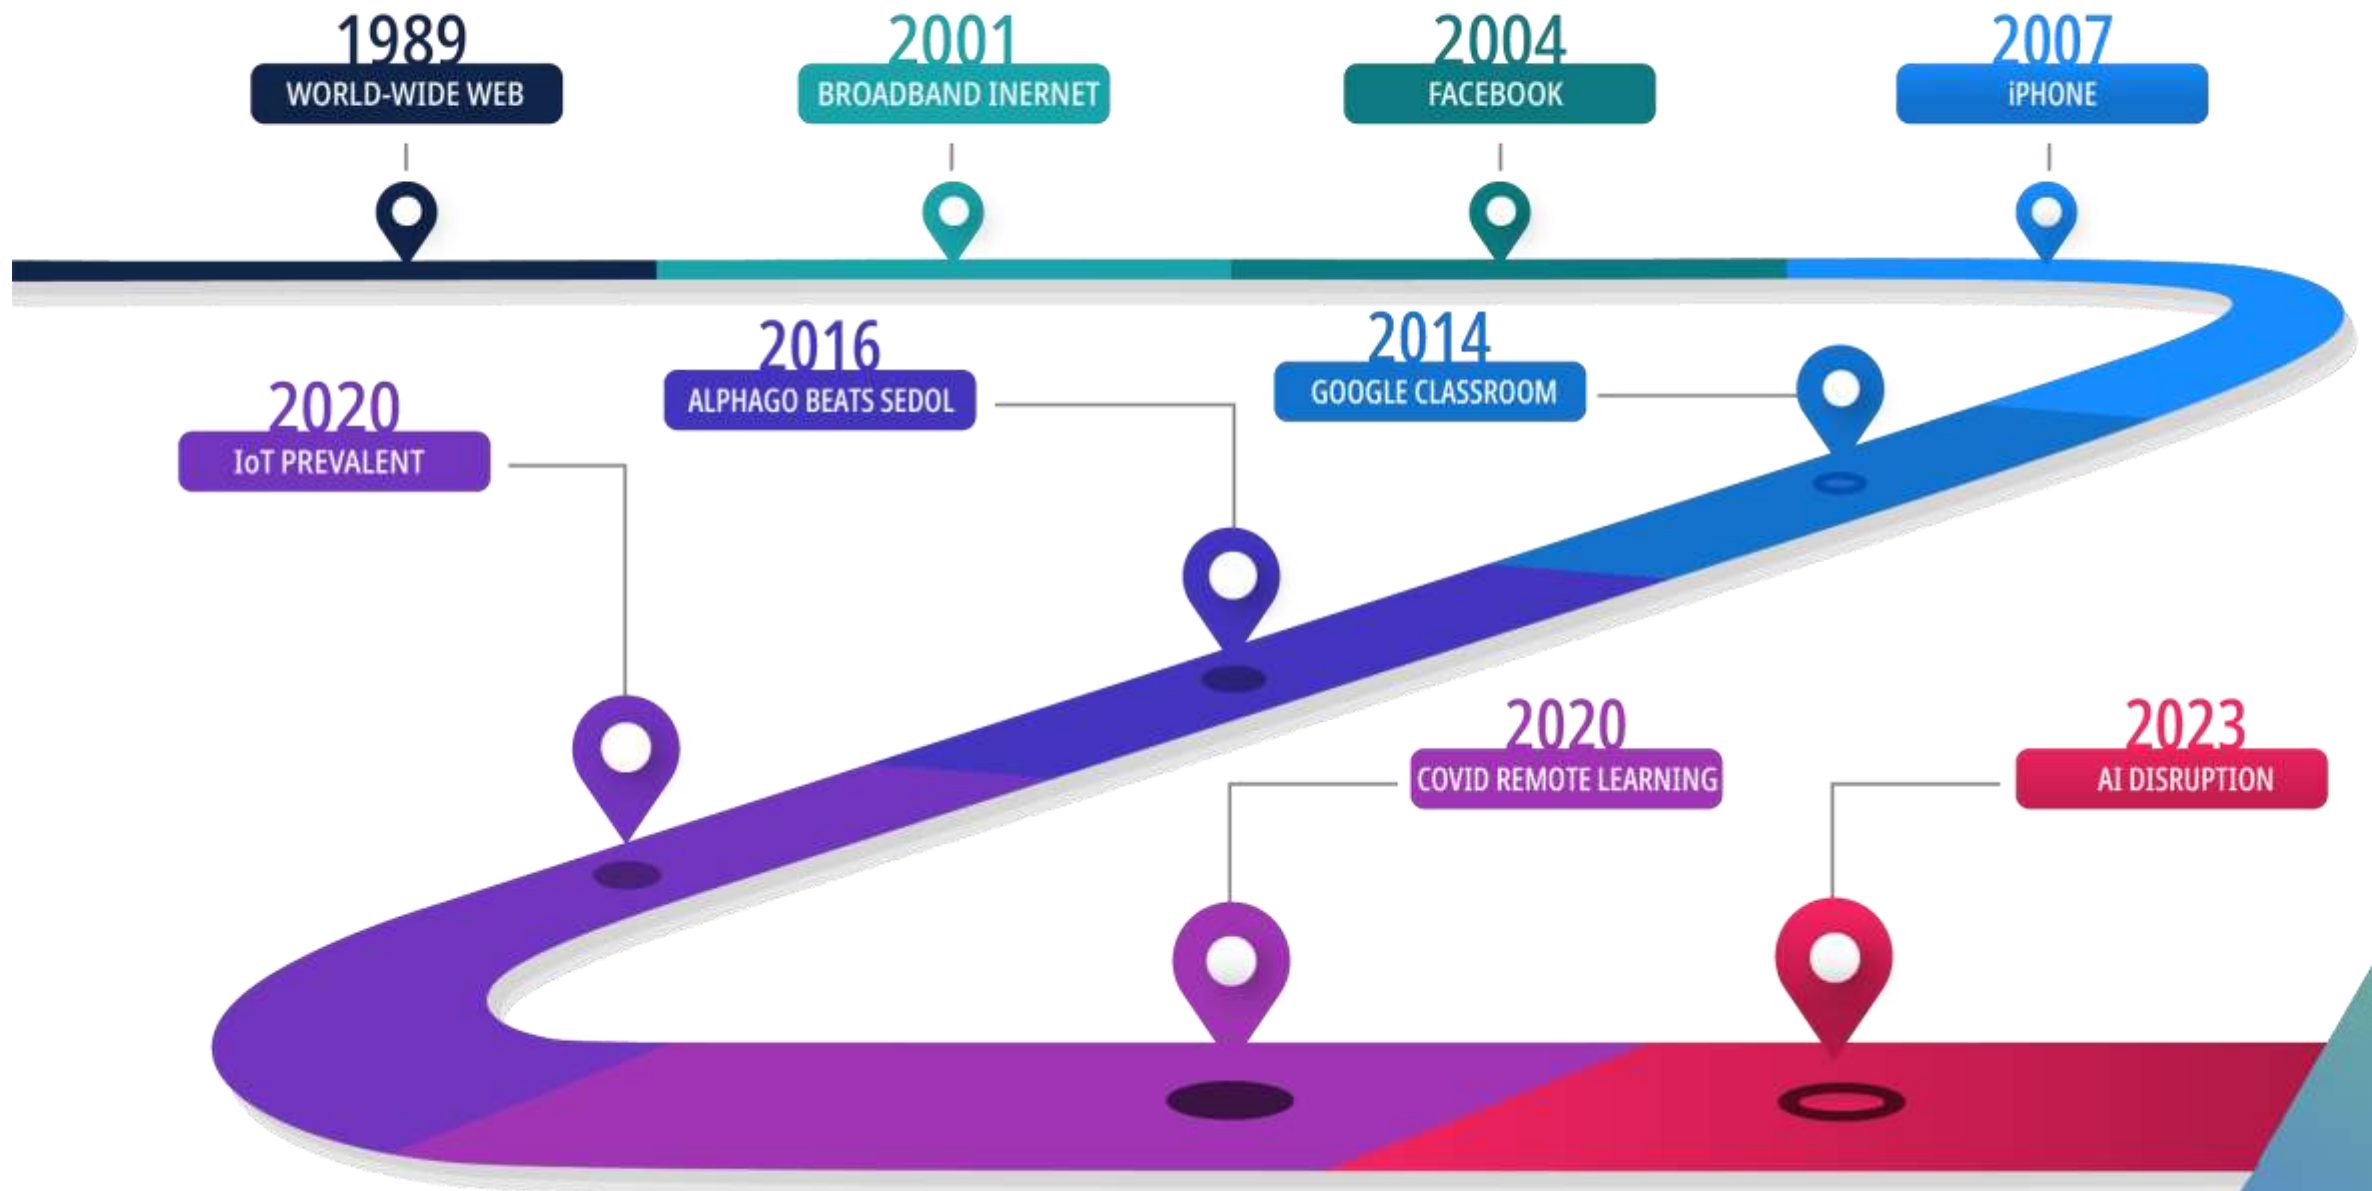 1989
WORLD-WIDE WEB
2001
BROADBAND INERNET
2004
FACEBOOK
2007
iPHONE
2014
GOOGLE CLASSROOM
2016
ALPHAGO BEATS SEDOL
2020
IoT PREVALENT
2020
COVID REMOTE LEARNING
2023
AI DISRUPTION